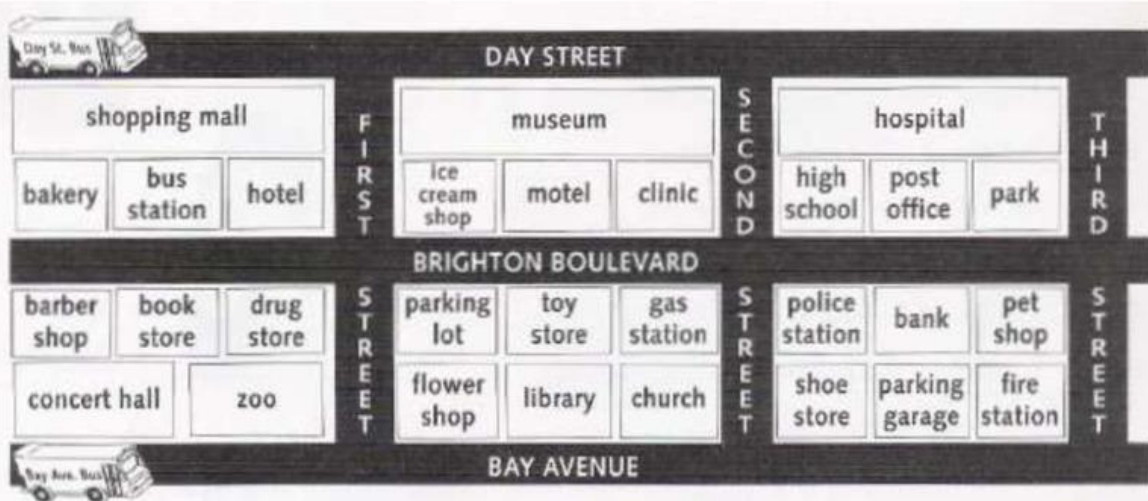 Day St. Bus
DAY STREET
shopping mall
museum
hospital
bakery
bus
station
hotel
ice
cream
shop
motel
clinic
high
school
post
office
park
FIRST
SECOND
THIRD
BRIGHTON BOULEVARD
barber
shop
book
store
drug
store
parking
lot
toy
store
gas
station
police
station
bank
pet
shop
STREET
STREET
STREET
concert hall
zoo
flower
shop
library
church
shoe
store
parking
garage
fire
station
Bay Ave. Bus
BAY AVENUE